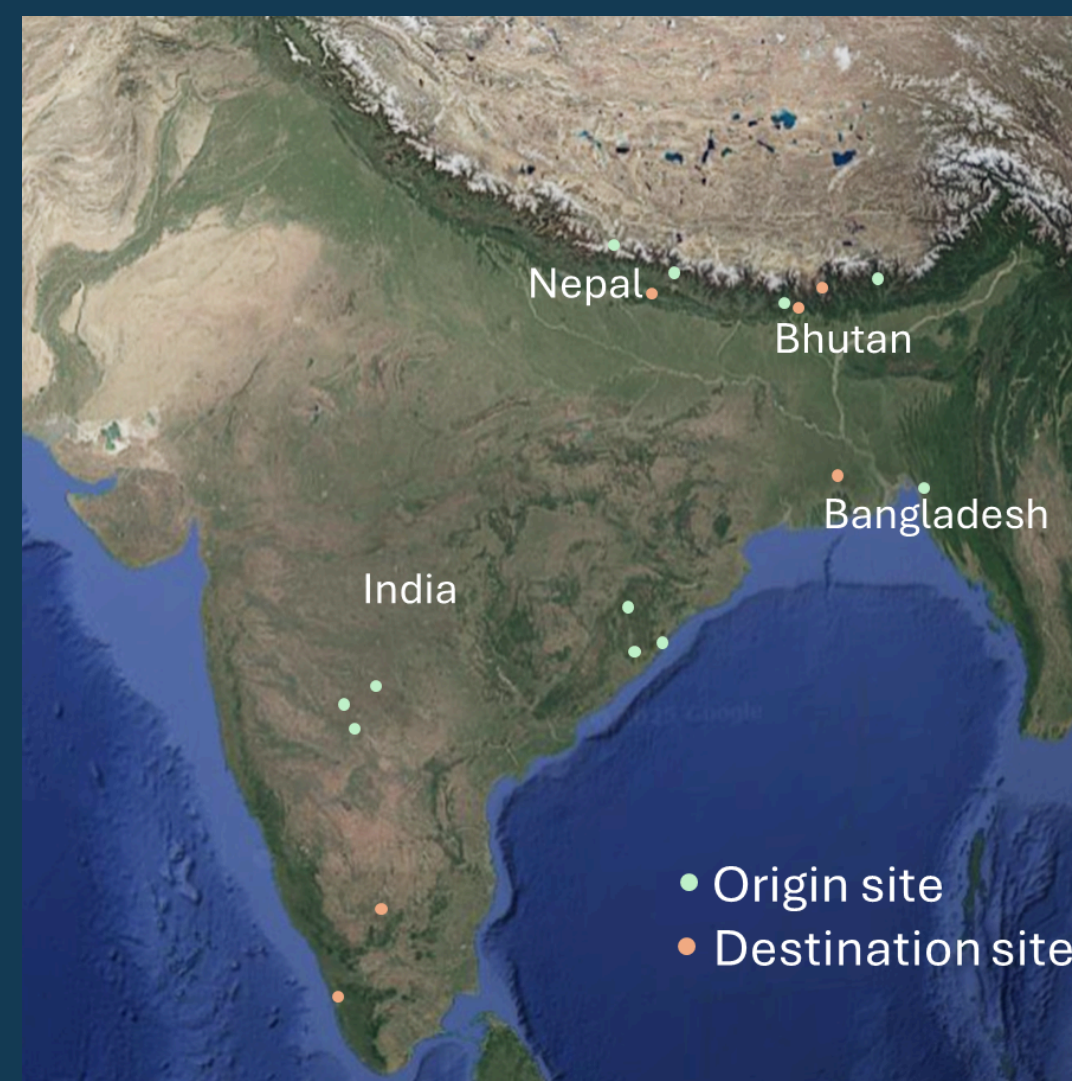 Nepal
Bhutan
Bangladesh
India
Origin site
Destination site